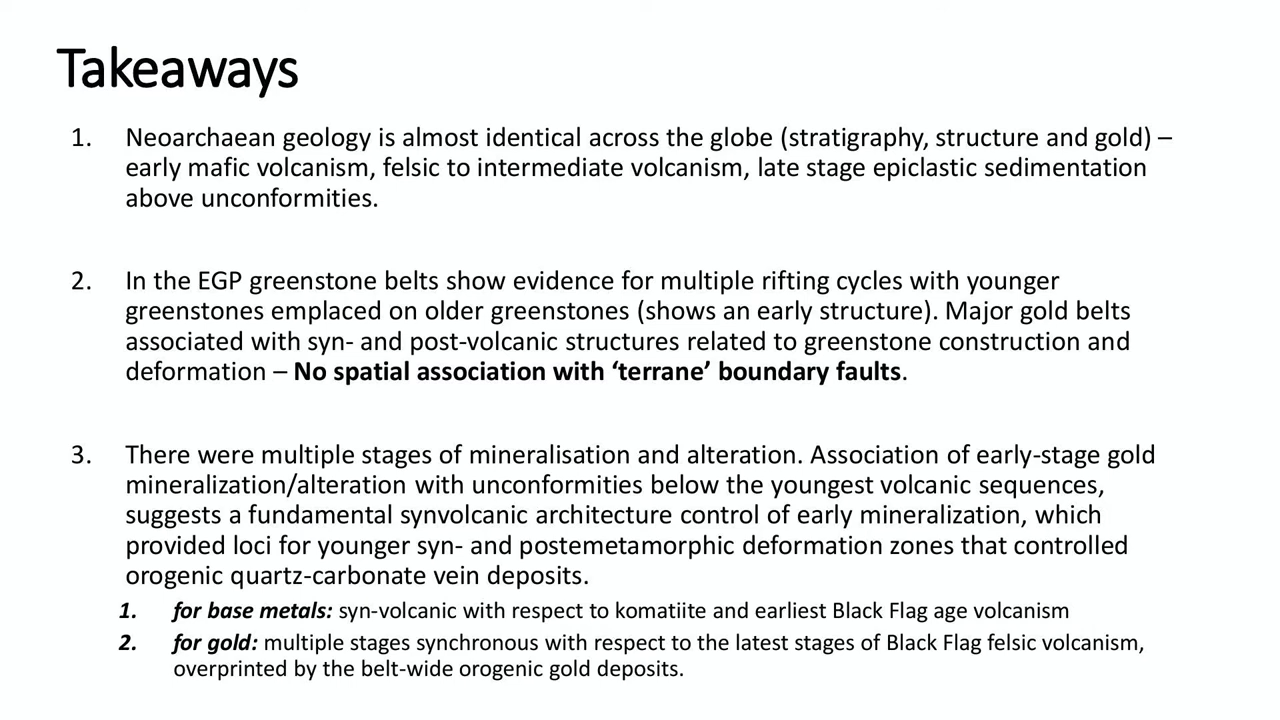 Takeaways
1. Neoarchaean geology is almost identical across the globe (stratigraphy, structure and gold) –
early mafic volcanism, felsic to intermediate volcanism, late stage epiclastic sedimentation
above unconformities.
2. In the EGP greenstone belts show evidence for multiple rifting cycles with younger
greenstones emplaced on older greenstones (shows an early structure). Major gold belts
associated with syn- and post-volcanic structures related to greenstone construction and
deformation – No spatial association with ‘terrane’ boundary faults.
3. There were multiple stages of mineralisation and alteration. Association of early-stage gold
mineralization/alteration with unconformities below the youngest volcanic sequences,
suggests a fundamental synvolcanic architecture control of early mineralization, which
provided loci for younger syn- and postemetamorphic deformation zones that controlled
orogenic quartz-carbonate vein deposits.
1. for base metals: syn-volcanic with respect to komatiite and earliest Black Flag age volcanism
2. for gold: multiple stages synchronous with respect to the latest stages of Black Flag felsic volcanism,
overprinted by the belt-wide orogenic gold deposits.